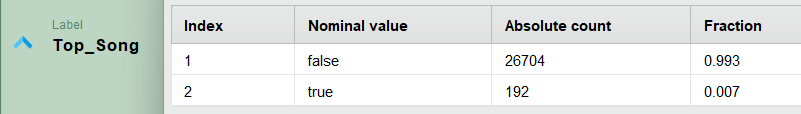 Label
Top_Song
Index Nominal value Absolute count Fraction
1 false 26704 0.993
2 true 192 0.007